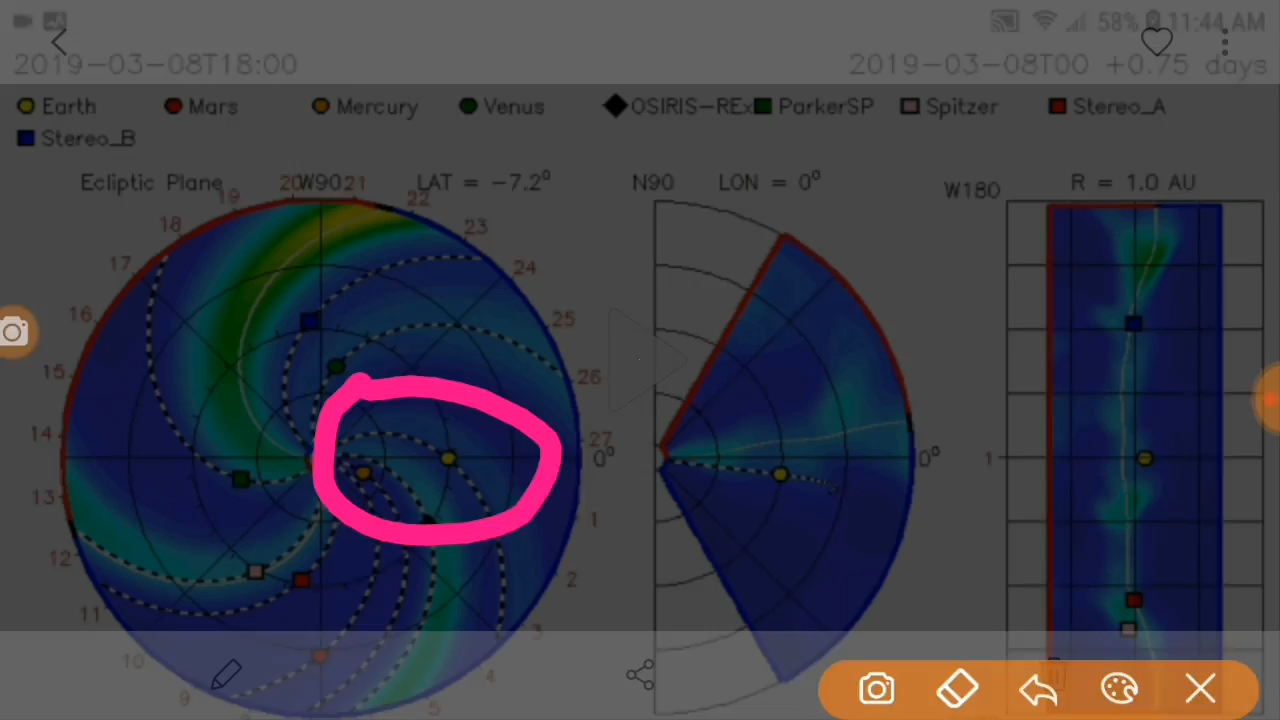 58% 11:44 AM
2019-03-08T18:00 2019-03-08T00 +0.75 days
Earth Mars Mercury Venus OSIRIS-REx ParkerSP Spitzer Stereo_A
Stereo_B
Ecliptic Plane W90 LAT = -7.2° N90 LON = 0° W180 R = 1.0 AU
19 20 21 22
18 23
17 24
16 25
15 26
14 27
0° 0° 1
13 1
12 2
11 3
10 4
9 5